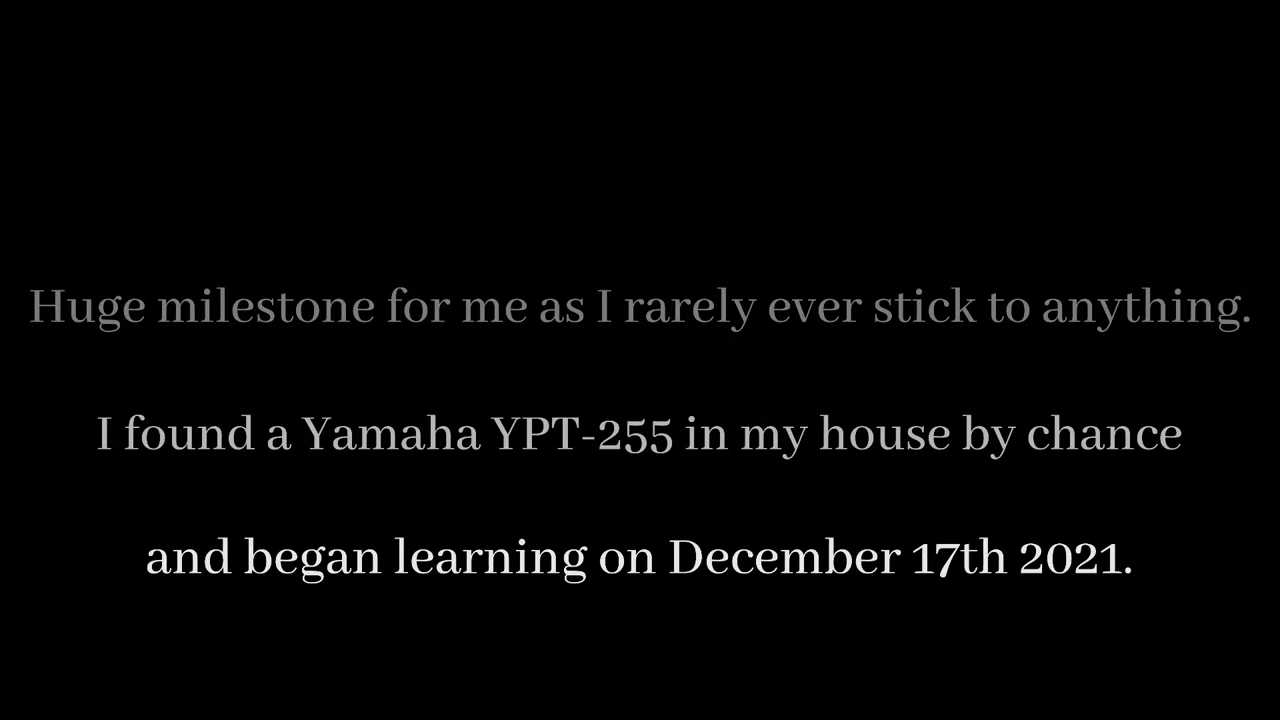 Huge milestone for me as I rarely ever stick to anything.
I found a Yamaha YPT-255 in my house by chance
and began learning on December 17th 2021.